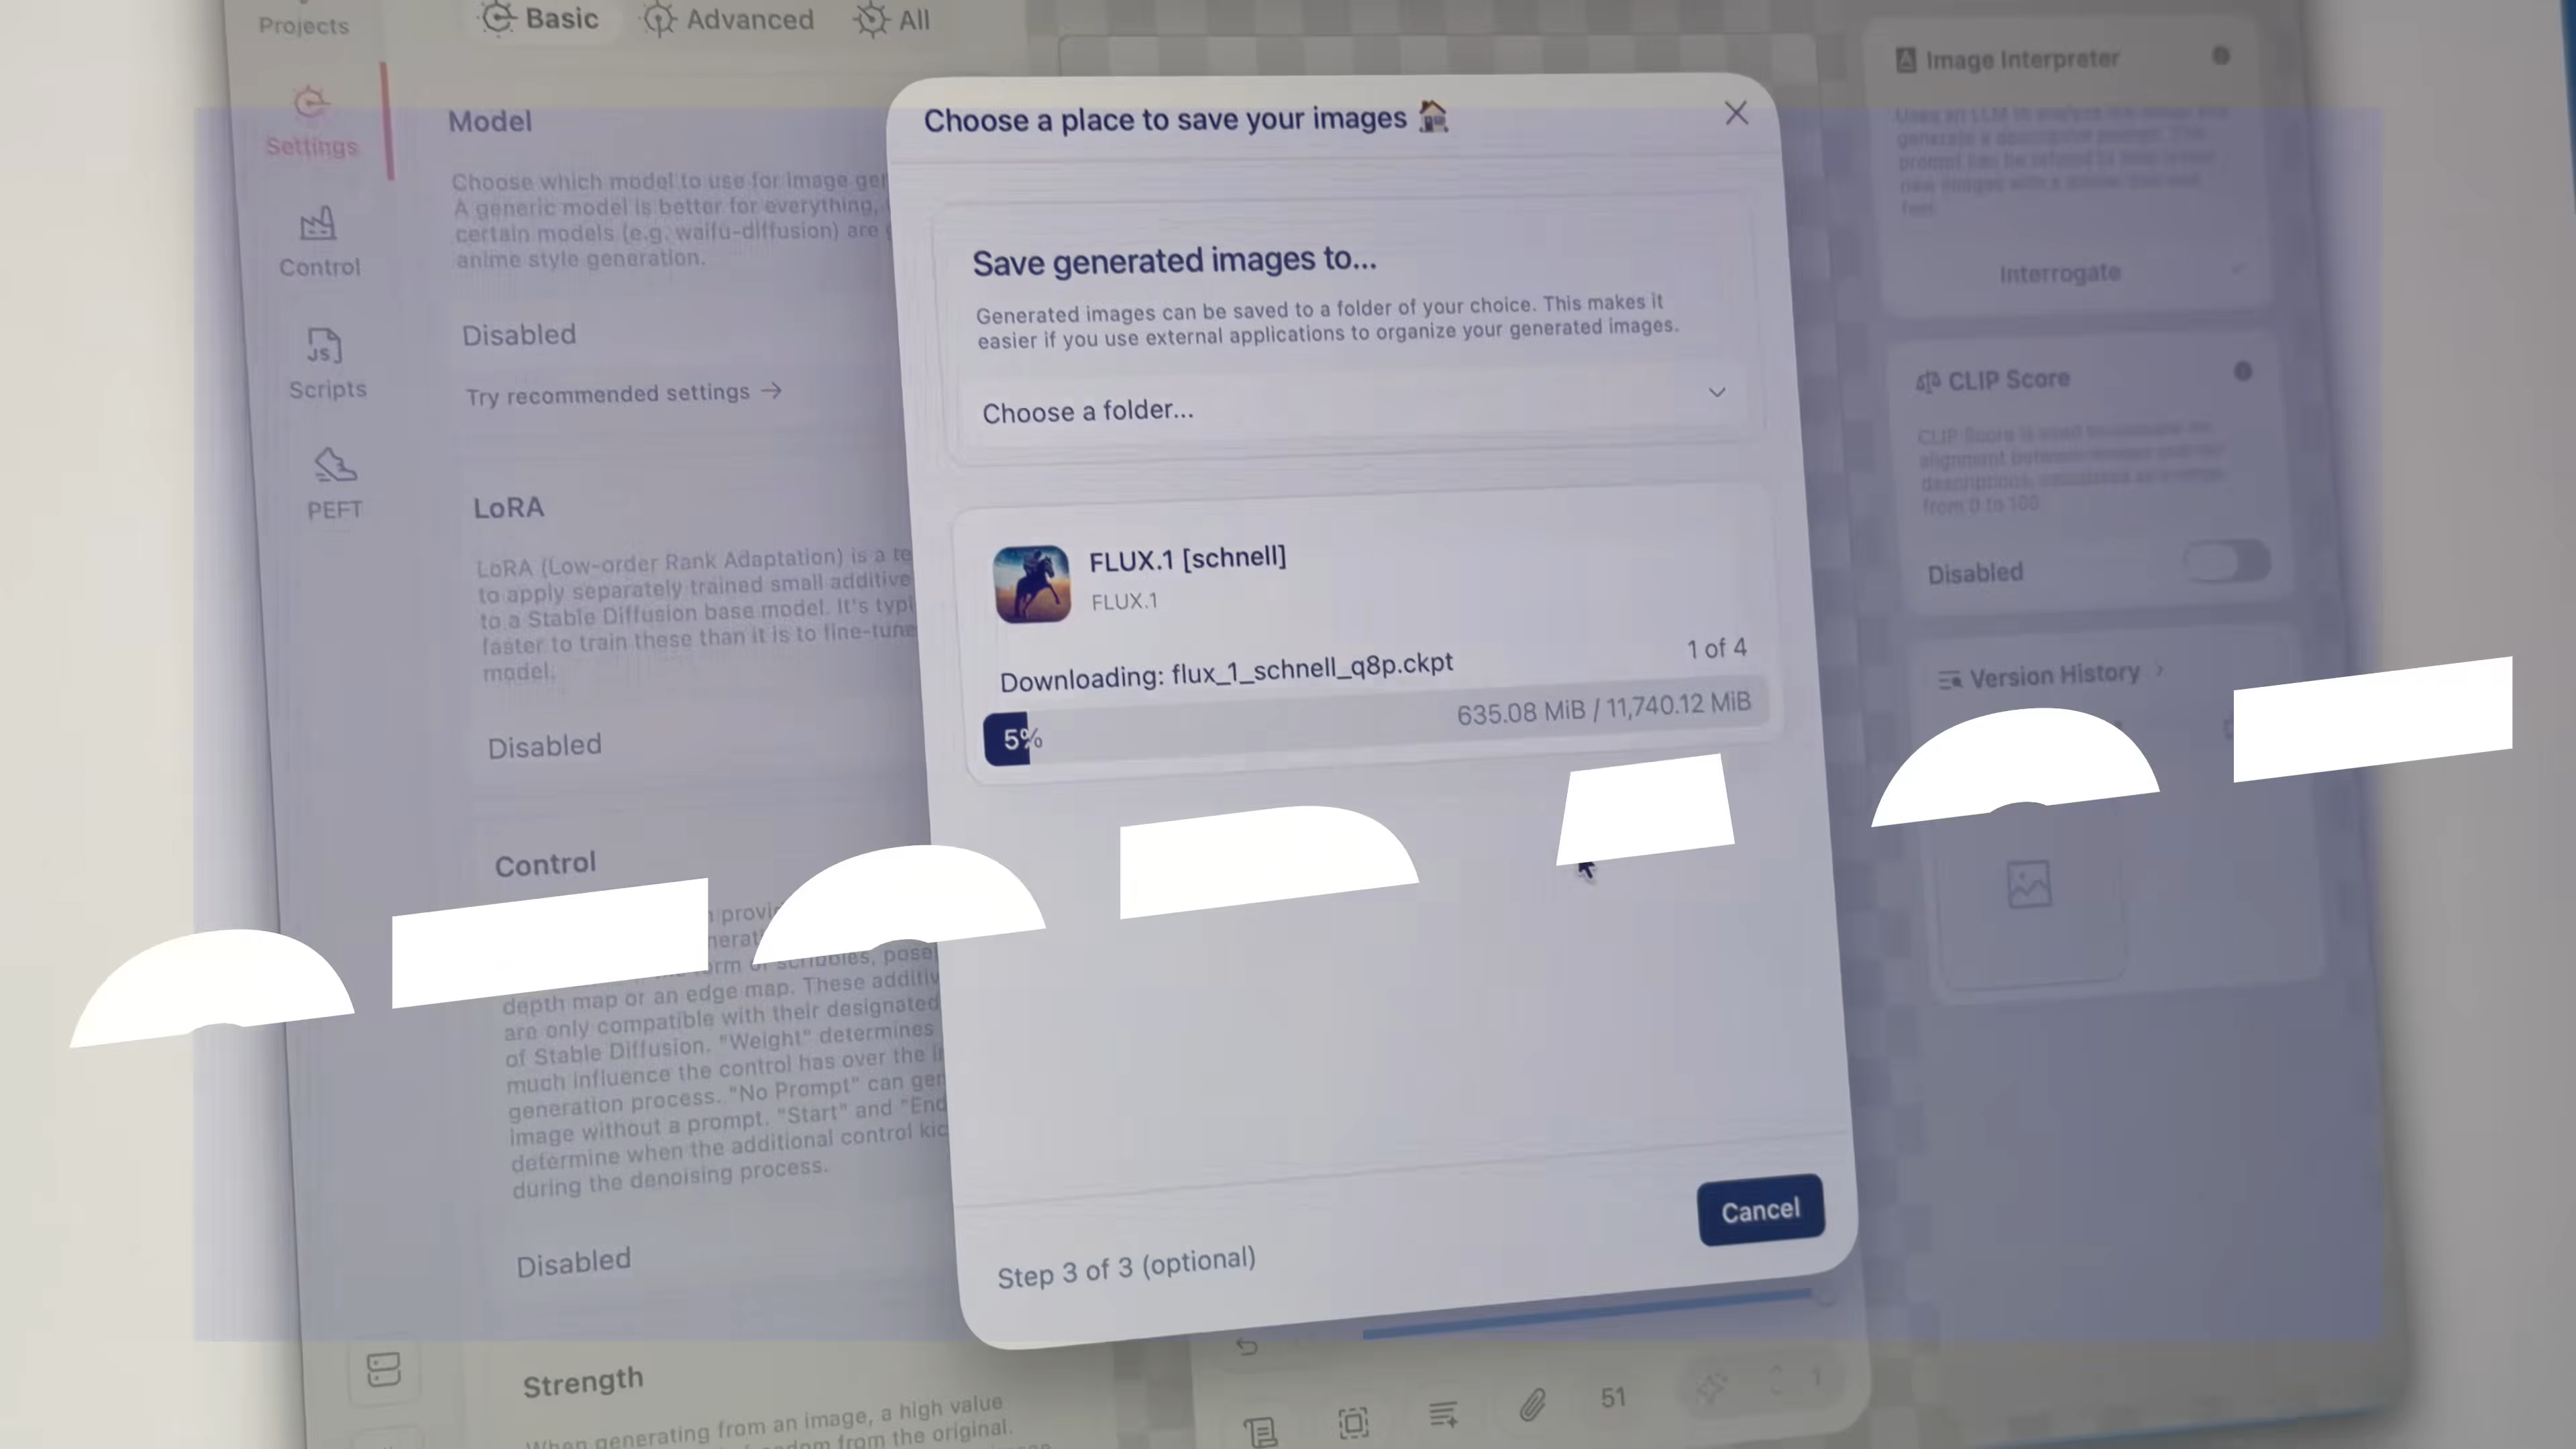 Projects
Settings
Control
Scripts
PEFT
Basic
Advanced
All
Model
Choose which model to use for image
A generic model is better for everything,
certain models (e.g. waifu-diffusion) are
anime style generation.
Disabled
Try recommended settings →
LoRA
LoRA (Low-order Rank Adaptation) is a
to apply separately trained small additive
to a Stable Diffusion base model. It's
faster to train these than it is to fine-tune
model.
Disabled
Control
depth map or an edge map. These
are only compatible with their designated
of Stable Diffusion. "Weight" determines
much influence the control has over the
generation process. "No Prompt" can
image without a prompt. "Start" and "End
determine when the additional control
during the denoising process.
Disabled
Strength
When generating from an image, a high value
from the original.
Choose a place to save your images
Save generated images to...
Generated images can be saved to a folder of your choice. This makes it
easier if you use external applications to organize your generated images.
Choose a folder...
FLUX.1 [schnell]
FLUX.1
Downloading: flux_1_schnell_q8p.ckpt
1 of 4
5%
635.08 MiB / 11,740.12 MiB
Step 3 of 3 (optional)
Cancel
51
1
Image Interpreter
Interrogate
CLIP Score
from 0 to 100
Disabled
Version History